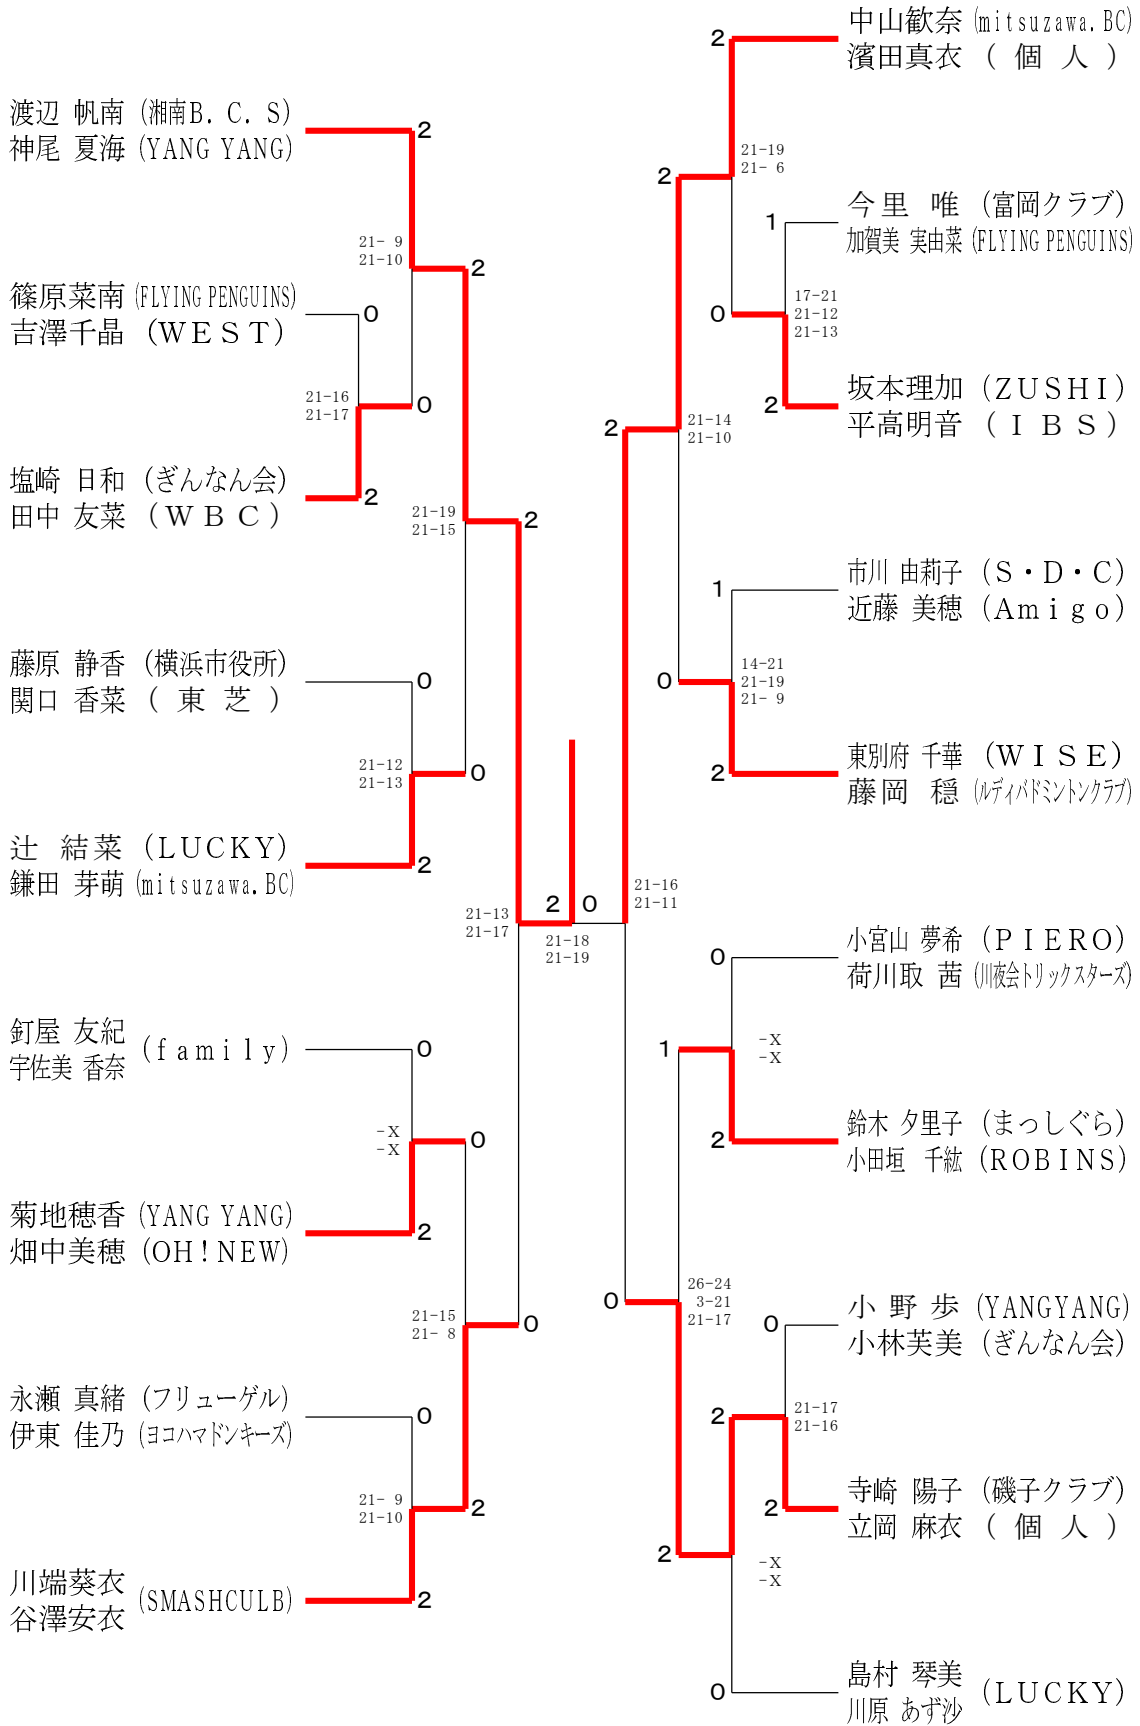 渡辺 帆南 (湘南B．C．S)
神尾 夏海 (YANG YANG)
2
21- 9
21-10
2
篠原菜南 (FLYING PENGUINS)
吉澤千晶 (WEST)
0
21-16
21-17
0
塩崎 日和 (ぎんなん会)
田中 友菜 (WBC)
2
21-19
21-15
2
藤原 静香 (横浜市役所)
関口 香菜 (東芝)
0
21-12
21-13
0
辻 結菜 (LUCKY)
鎌田 芽萌 (mitsuzawa.BC)
2
21-13
21-17
2
0
21-18
21-19
釘屋 友紀
宇佐美 香奈
(family)
0
-X
-X
0
菊地穂香 (YANG YANG)
畑中美穂 (OH!NEW)
2
21-15
21- 8
0
永瀬 真緒 (フリューゲル)
伊東 佳乃 (ヨコハマドンキーズ)
0
21- 9
21-10
2
川端葵衣
谷澤安衣
(SMASHCULB)
2
2
中山歓奈 (mitsuzawa.BC)
濱田真衣 (個人)
21-19
21- 6
2
1
今里 唯 (富岡クラブ)
加賀美 実由菜 (FLYING PENGUINS)
0
17-21
21-12
21-13
2
坂本理加 (ZUSHI)
平高明音 (IBS)
2
21-14
21-10
1
市川 由莉子 (S・D・C)
近藤 美穂 (Amigo)
0
14-21
21-19
21- 9
2
東別府 千華 (WISE)
藤岡 穏 (ルディバドミントンクラブ)
21-16
21-11
0
小宮山 夢希 (PIERO)
荷川取 茜 (川夜会トリックスターズ)
1
-X
-X
2
鈴木 夕里子 (まっしぐら)
小田垣 千紘 (ROBINS)
0
26-24
3-21
21-17
0
小野歩 (YANGYANG)
小林芙美 (ぎんなん会)
2
21-17
21-16
2
寺崎 陽子 (磯子クラブ)
立岡 麻衣 (個人)
2
-X
-X
0
島村 琴美
川原 あず沙
(LUCKY)